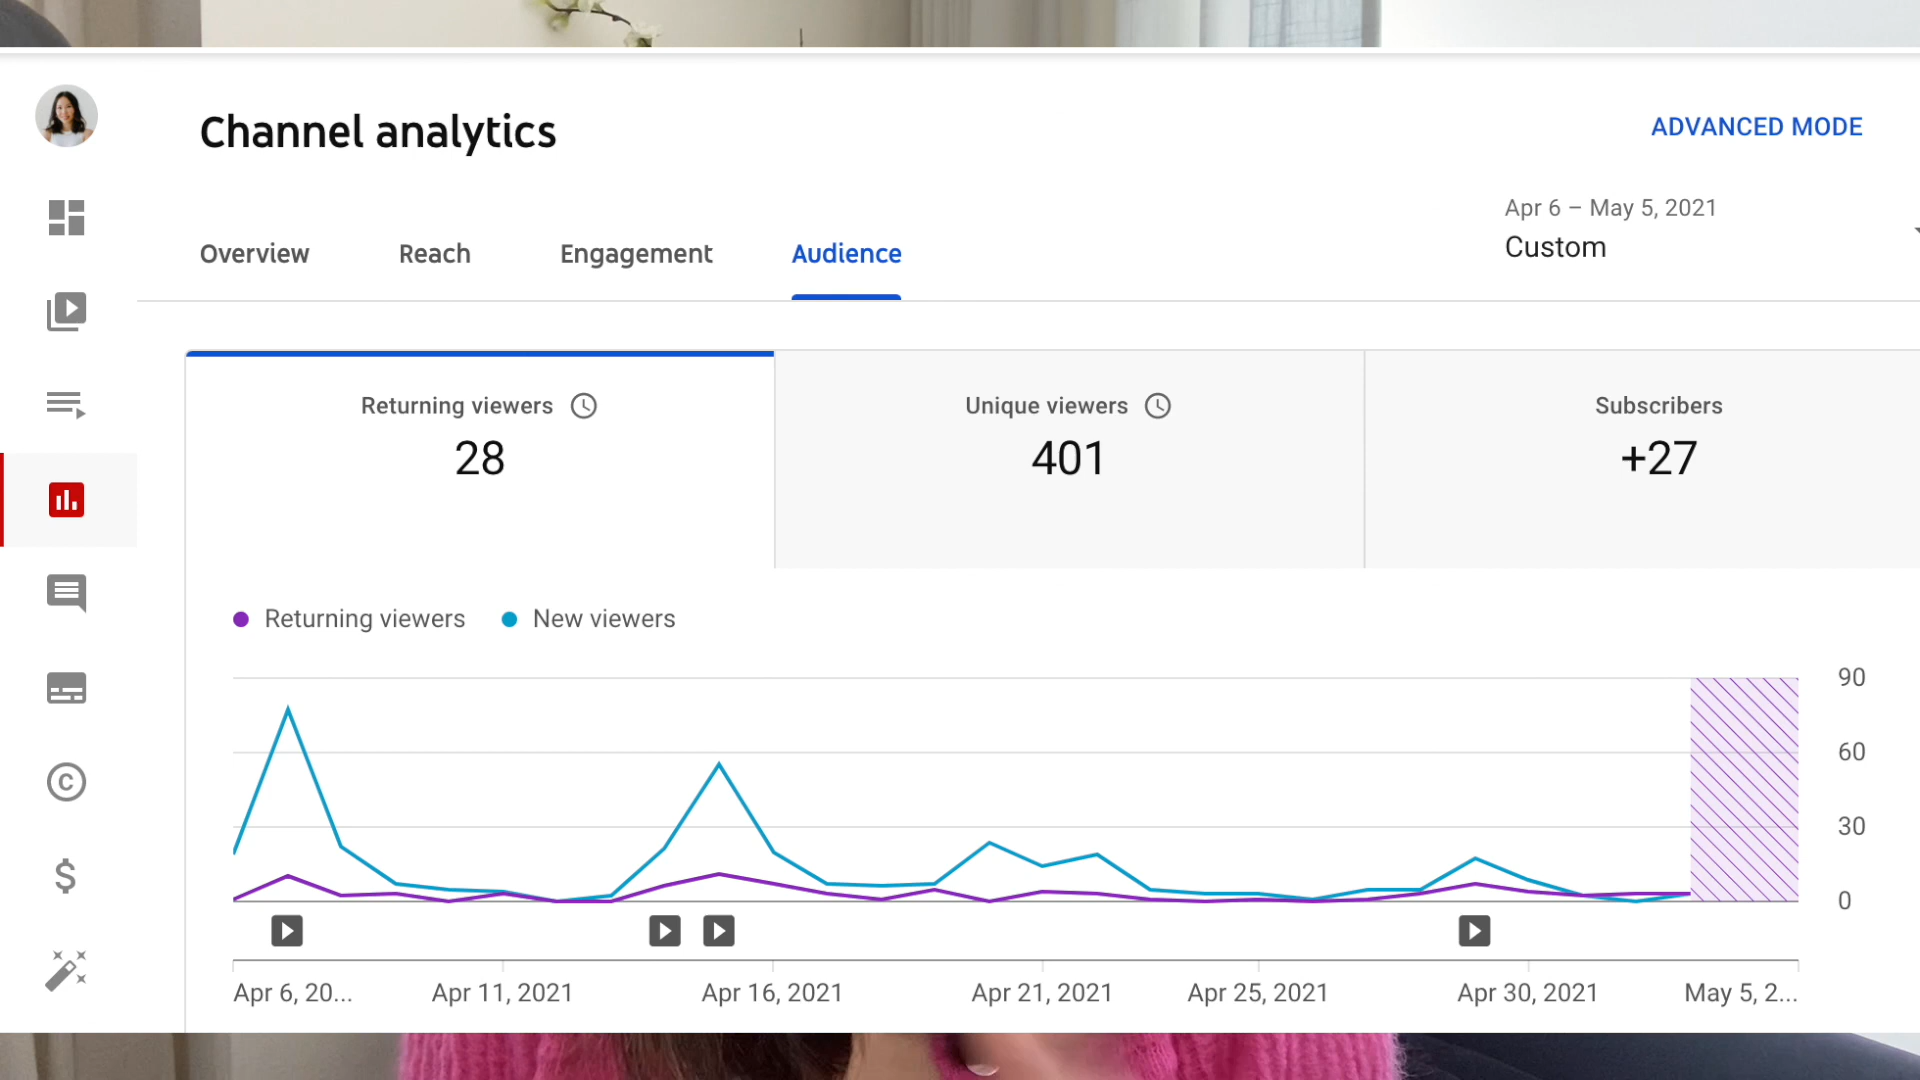 Channel analytics
ADVANCED MODE
Apr 6 – May 5, 2021
Custom
Overview
Reach
Engagement
Audience
Returning viewers
28
Unique viewers
401
Subscribers
+27
Returning viewers
New viewers
90
60
30
0
Apr 6, 20...
Apr 11, 2021
Apr 16, 2021
Apr 21, 2021
Apr 25, 2021
Apr 30, 2021
May 5, 2...